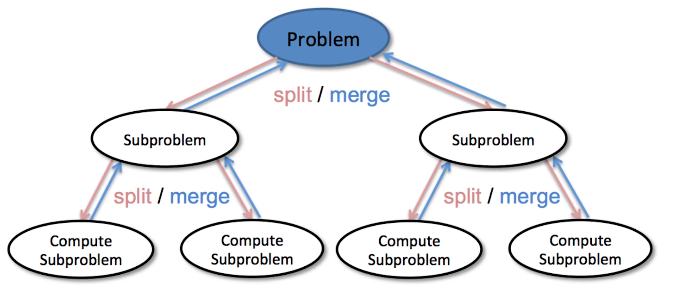 Problem
split / merge
Subproblem
Subproblem
split / merge
split / merge
Compute
Subproblem
Compute
Subproblem
Compute
Subproblem
Compute
Subproblem